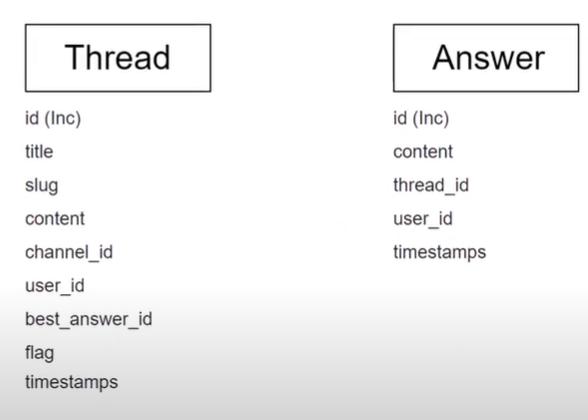 Thread
id (Inc)
title
slug
content
channel_id
user_id
best_answer_id
flag
timestamps
Answer
id (Inc)
content
thread_id
user_id
timestamps